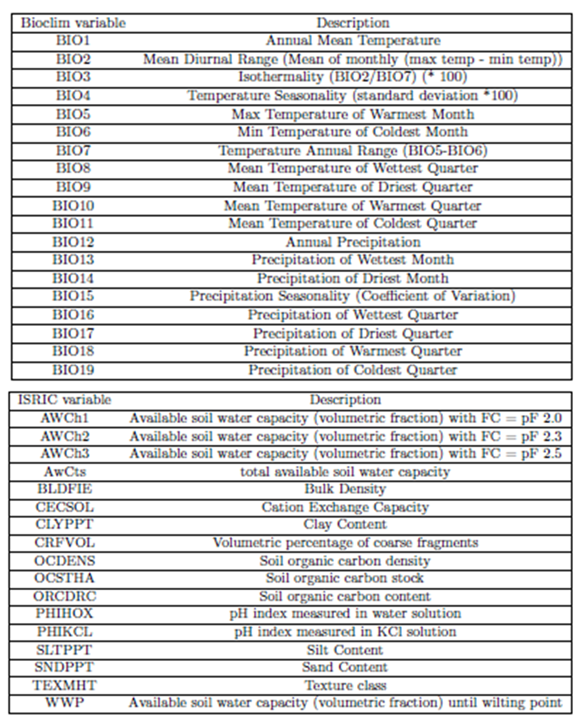 Bioclim variable Description
BIO1 Annual Mean Temperature
BIO2 Mean Diurnal Range (Mean of monthly (max temp - min temp))
BIO3 Isothermality (BIO2/BIO7) (* 100)
BIO4 Temperature Seasonality (standard deviation *100)
BIO5 Max Temperature of Warmest Month
BIO6 Min Temperature of Coldest Month
BIO7 Temperature Annual Range (BIO5-BIO6)
BIO8 Mean Temperature of Wettest Quarter
BIO9 Mean Temperature of Driest Quarter
BIO10 Mean Temperature of Warmest Quarter
BIO11 Mean Temperature of Coldest Quarter
BIO12 Annual Precipitation
BIO13 Precipitation of Wettest Month
BIO14 Precipitation of Driest Month
BIO15 Precipitation Seasonality (Coefficient of Variation)
BIO16 Precipitation of Wettest Quarter
BIO17 Precipitation of Driest Quarter
BIO18 Precipitation of Warmest Quarter
BIO19 Precipitation of Coldest Quarter
ISRIC variable Description
AWCh1 Available soil water capacity (volumetric fraction) with FC = pF 2.0
AWCh2 Available soil water capacity (volumetric fraction) with FC = pF 2.3
AWCh3 Available soil water capacity (volumetric fraction) with FC = pF 2.5
AwCts total available soil water capacity
BLDFIE Bulk Density
CECSOL Cation Exchange Capacity
CLYPPT Clay Content
CRFVOL Volumetric percentage of coarse fragments
OCDENS Soil organic carbon density
OCSTHA Soil organic carbon stock
ORCDRC Soil organic carbon content
PHIHOX pH index measured in water solution
PHIKCL pH index measured in KCl solution
SLTPPT Silt Content
SNDPPT Sand Content
TEXMHT Texture class
WWP Available soil water capacity (volumetric fraction) until wilting point